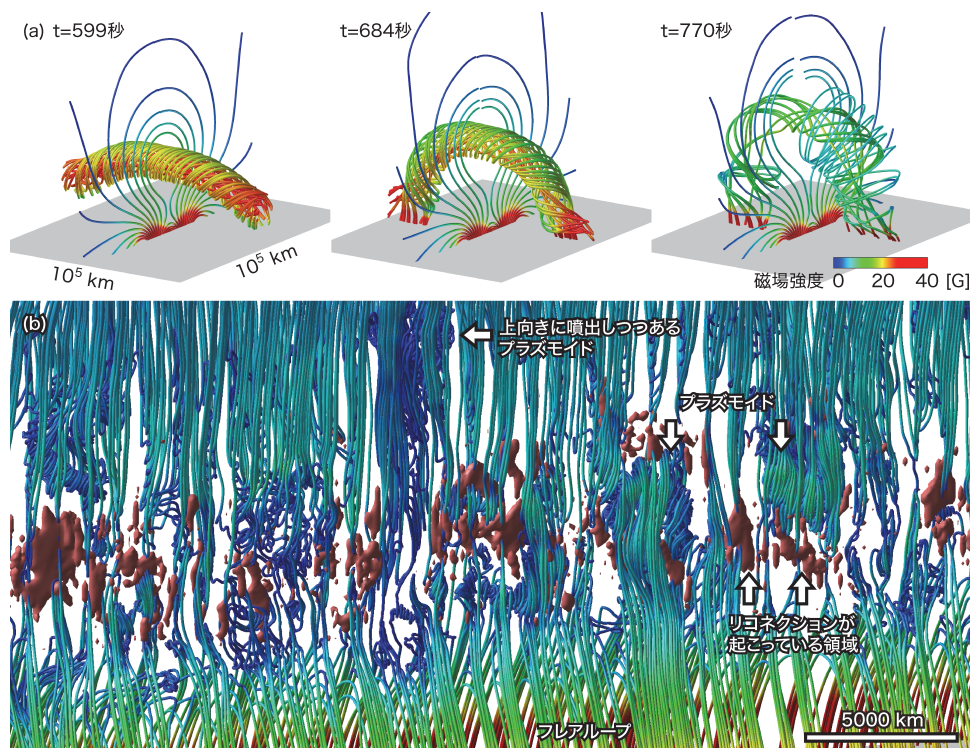 (a) t=599秒
t=684秒
t=770秒
10⁵ km
10⁵ km
磁場強度 0 20 40 [G]
(b)
上向きに噴出しつつある
プラズモイド
プラズモイド
リコネクションが
起こっている領域
フレアループ
5000 km